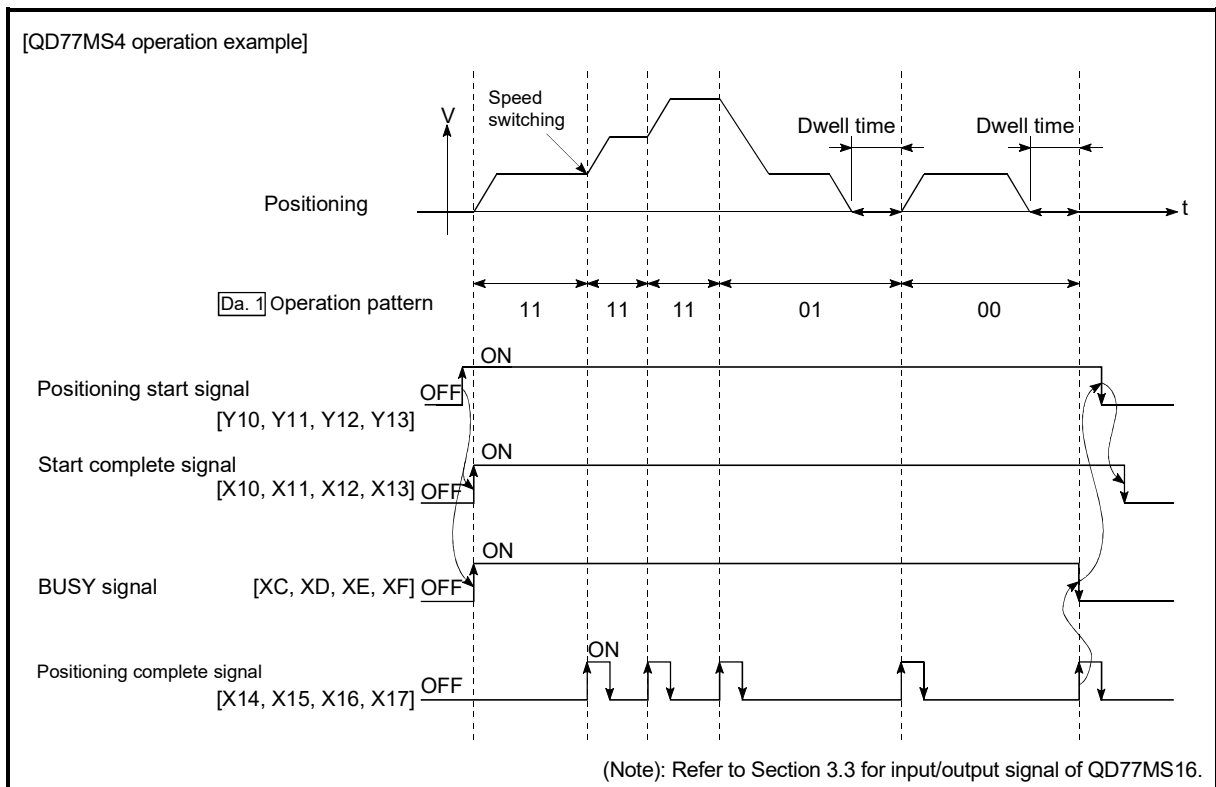 [QD77MS4 operation example]
V
Speed
switching
Dwell time
Dwell time
Positioning
t
Da. 1 Operation pattern
11
11
11
01
00
ON
Positioning start signal
OFF
[Y10, Y11, Y12, Y13]
ON
Start complete signal
[X10, X11, X12, X13]
OFF
ON
BUSY signal
[XC, XD, XE, XF]
OFF
ON
Positioning complete signal
OFF
[X14, X15, X16, X17]
(Note): Refer to Section 3.3 for input/output signal of QD77MS16.